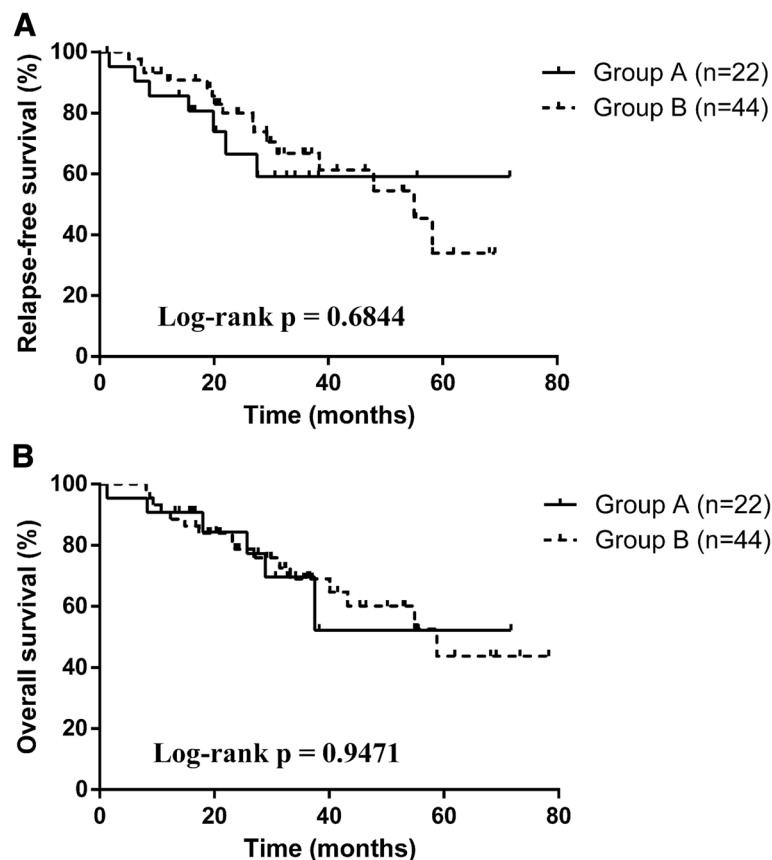 A
Relapse-free survival (%)
100
80
60
40
20
0
0 20 40 60 80
Time (months)
Group A (n=22)
Group B (n=44)
Log-rank p = 0.6844
B
Overall survival (%)
100
80
60
40
20
0
0 20 40 60 80
Time (months)
Group A (n=22)
Group B (n=44)
Log-rank p = 0.9471